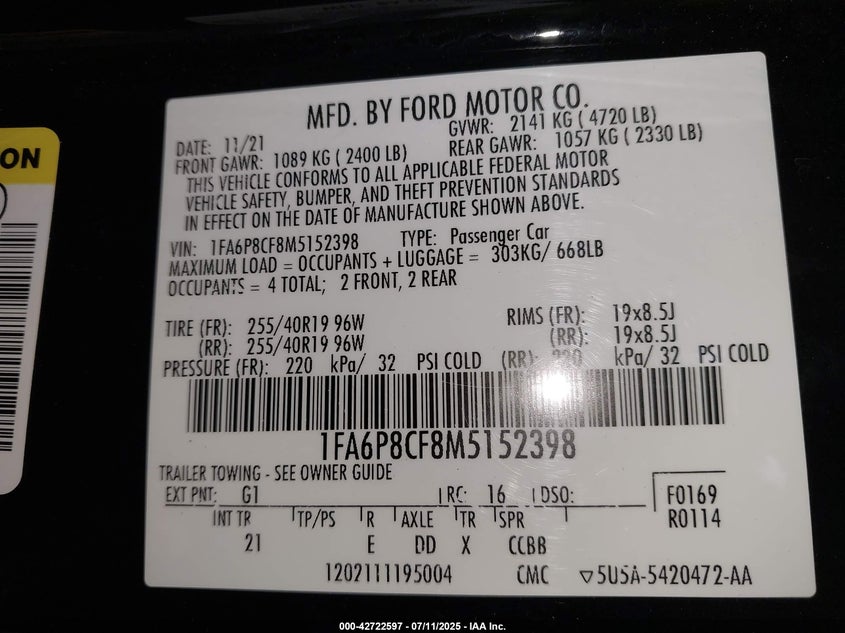 ON
MFD. BY FORD MOTOR CO.
DATE: 11/21 GVWR: 2141 KG ( 4720 LB)
FRONT GAWR: 1089 KG ( 2400 LB) REAR GAWR: 1057 KG ( 2330 LB)
THIS VEHICLE CONFORMS TO ALL APPLICABLE FEDERAL MOTOR
VEHICLE SAFETY, BUMPER, AND THEFT PREVENTION STANDARDS
IN EFFECT ON THE DATE OF MANUFACTURE SHOWN ABOVE.
VIN: 1FA6P8CF8M5152398 TYPE: Passenger Car
MAXIMUM LOAD = OCCUPANTS + LUGGAGE = 303KG/ 668LB
OCCUPANTS = 4 TOTAL; 2 FRONT, 2 REAR
TIRE (FR): 255/40R19 96W RIMS (FR): 19x8.5J
(RR): 255/40R19 96W (RR): 19x8.5J
PRESSURE (FR): 220 kPa/ 32 PSI COLD (RR): 220 kPa/ 32 PSI COLD
1FA6P8CF8M5152398
TRAILER TOWING - SEE OWNER GUIDE
EXT PNT: G1 RC: 16 DSO: F0169
INT TR TP/PS R AXLE TR SPR R0114
21 E DD X CCBB
1202111195004 CMC ▽5USA-5420472-AA
000-42722597 - 07/11/2025 - IAA Inc.